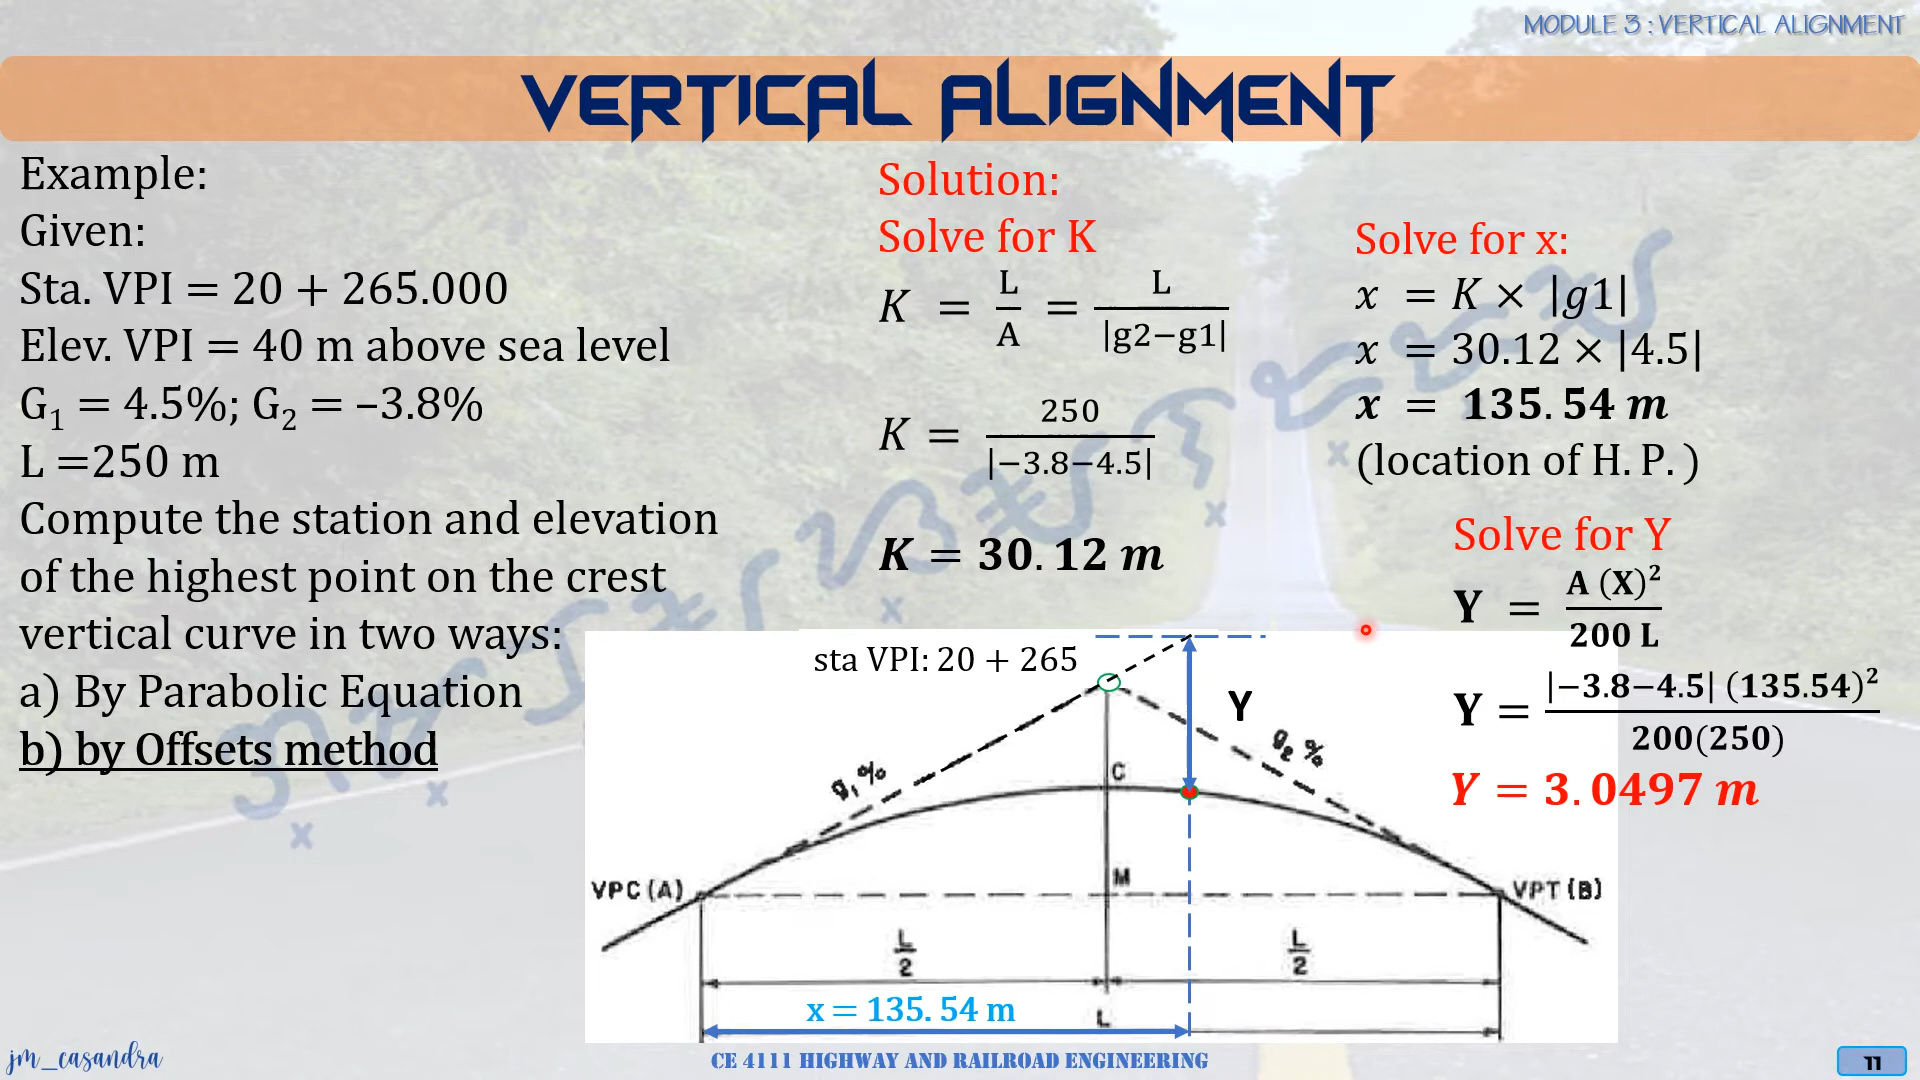 MODULE 3 : VERTICAL ALIGNMENT
VERTICAL ALIGNMENT
Example:
Given:
Sta. VPI = 20 + 265.000
Elev. VPI = 40 m above sea level
G₁ = 4.5%; G₂ = –3.8%
L =250 m
Compute the station and elevation
of the highest point on the crest
vertical curve in two ways:
a) By Parabolic Equation
b) by Offsets method
Solution:
Solve for K
K = L/A = L/|g2−g1|
K = 250/|−3.8−4.5|
K = 30.12 m
Solve for x:
x = K × |g1|
x = 30.12 × |4.5|
x = 135.54 m
(location of H. P. )
Solve for Y
Y = A (X)²/200 L
Y = |−3.8−4.5| (135.54)²/200(250)
Y = 3.0497 m
sta VPI: 20 + 265
Y
g₁ %
g₂ %
C
M
VPC (A)
VPT (B)
L/2
L/2
x = 135. 54 m
L
jm_casandra
CE 4111 HIGHWAY AND RAILROAD ENGINEERING
11